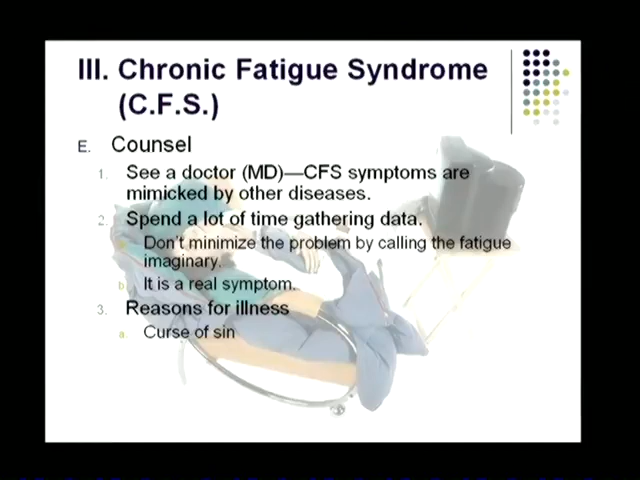 III. Chronic Fatigue Syndrome
(C.F.S.)
E. Counsel
1. See a doctor (MD)—CFS symptoms are
mimicked by other diseases.
2. Spend a lot of time gathering data.
Don't minimize the problem by calling the fatigue
imaginary.
b. It is a real symptom.
3. Reasons for illness
a. Curse of sin